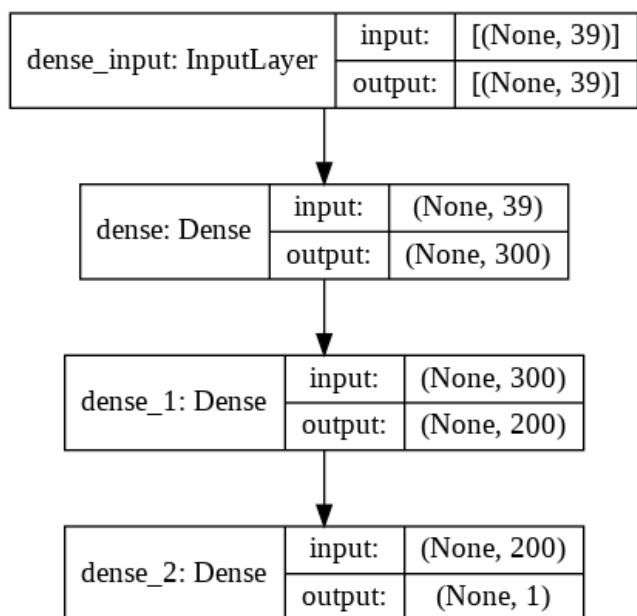 dense_input: InputLayer
input:
[(None, 39)]
output:
[(None, 39)]
dense: Dense
input:
(None, 39)
output:
(None, 300)
dense_1: Dense
input:
(None, 300)
output:
(None, 200)
dense_2: Dense
input:
(None, 200)
output:
(None, 1)